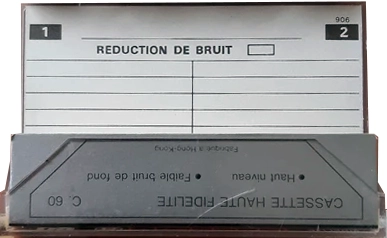 906
1 2
REDUCTION DE BRUIT
Fabriqué à Hong-Kong
• Haut niveau • Faible bruit de fond
CASSETTE HAUTE FIDELITE C. 60